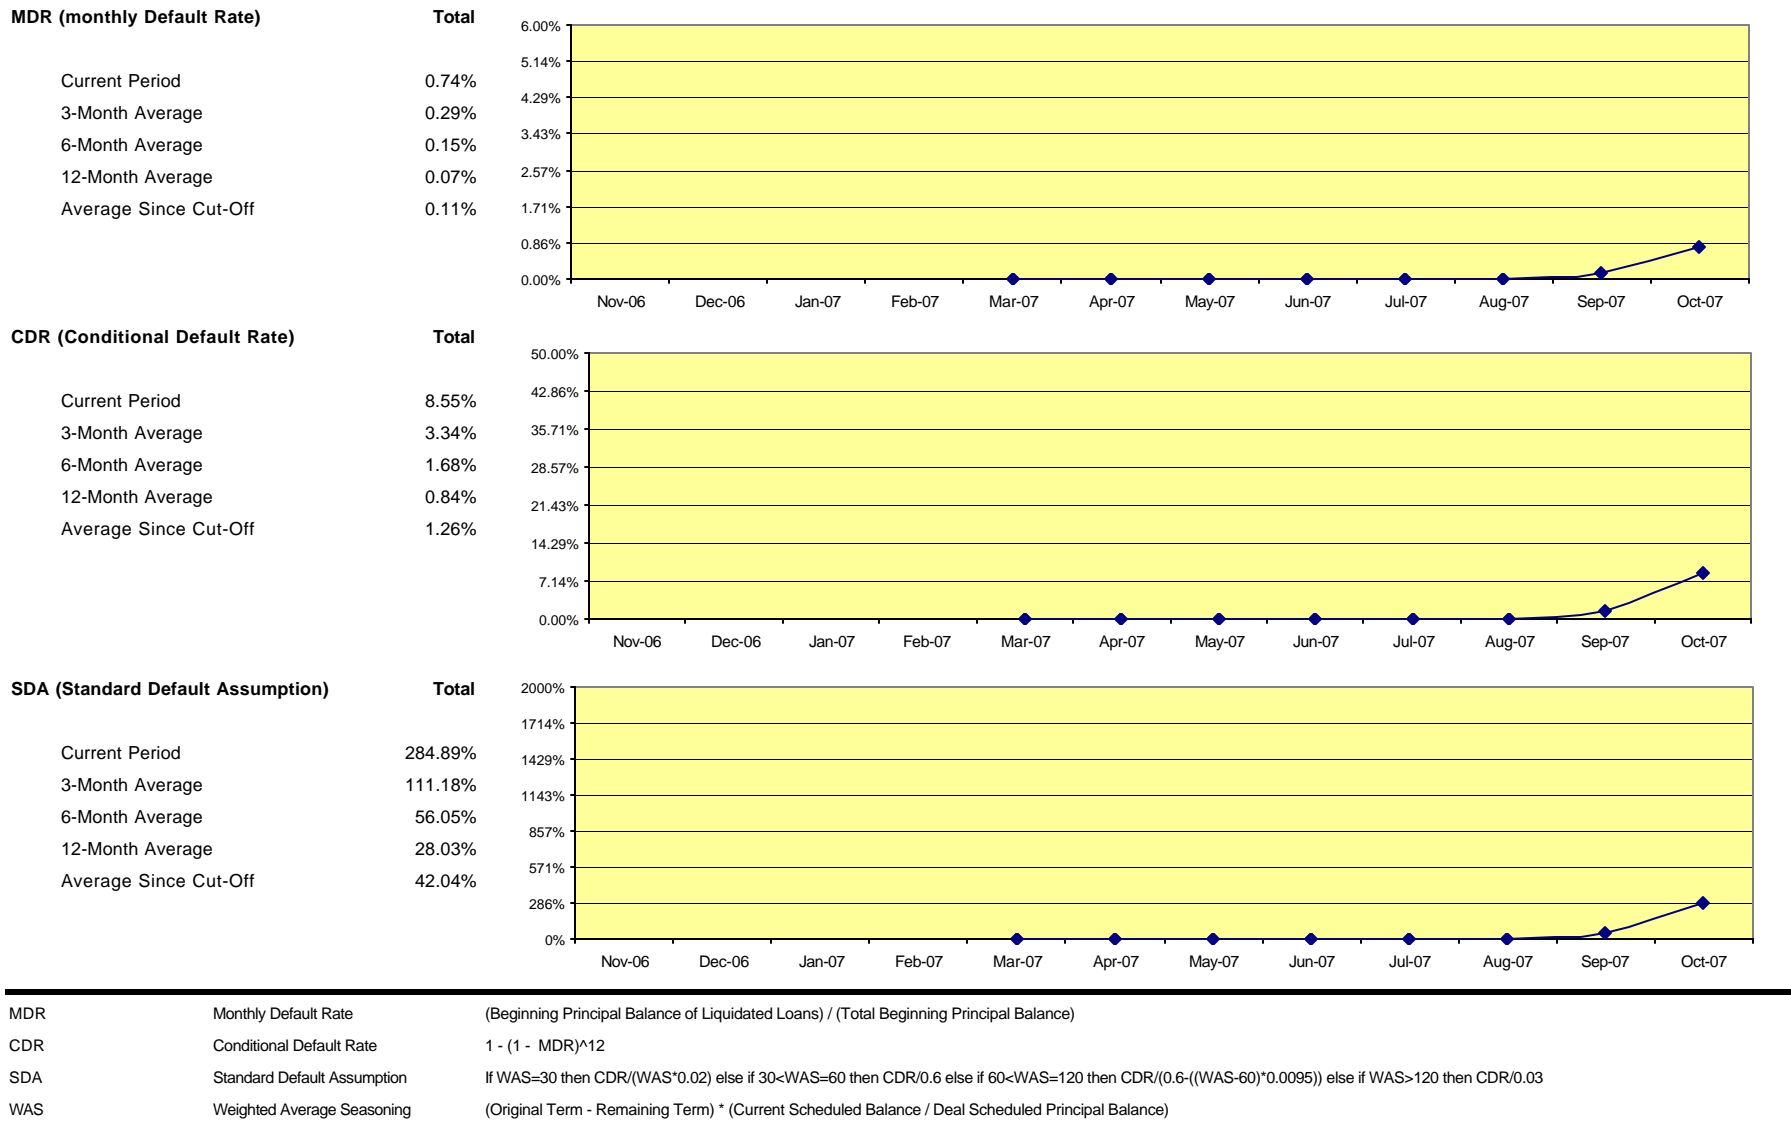 MDR (monthly Default Rate) Total
Current Period 0.74%
3-Month Average 0.29%
6-Month Average 0.15%
12-Month Average 0.07%
Average Since Cut-Off 0.11%
6.00%
5.14%
4.29%
3.43%
2.57%
1.71%
0.86%
0.00%
Nov-06 Dec-06 Jan-07 Feb-07 Mar-07 Apr-07 May-07 Jun-07 Jul-07 Aug-07 Sep-07 Oct-07
CDR (Conditional Default Rate) Total
Current Period 8.55%
3-Month Average 3.34%
6-Month Average 1.68%
12-Month Average 0.84%
Average Since Cut-Off 1.26%
50.00%
42.86%
35.71%
28.57%
21.43%
14.29%
7.14%
0.00%
Nov-06 Dec-06 Jan-07 Feb-07 Mar-07 Apr-07 May-07 Jun-07 Jul-07 Aug-07 Sep-07 Oct-07
SDA (Standard Default Assumption) Total
Current Period 284.89%
3-Month Average 111.18%
6-Month Average 56.05%
12-Month Average 28.03%
Average Since Cut-Off 42.04%
2000%
1714%
1429%
1143%
857%
571%
286%
0%
Nov-06 Dec-06 Jan-07 Feb-07 Mar-07 Apr-07 May-07 Jun-07 Jul-07 Aug-07 Sep-07 Oct-07
MDR Monthly Default Rate (Beginning Principal Balance of Liquidated Loans) / (Total Beginning Principal Balance)
CDR Conditional Default Rate 1 - (1 - MDR)^12
SDA Standard Default Assumption If WAS=30 then CDR/(WAS*0.02) else if 30<WAS=60 then CDR/0.6 else if 60<WAS=120 then CDR/(0.6-((WAS-60)*0.0095)) else if WAS>120 then CDR/0.03
WAS Weighted Average Seasoning (Original Term - Remaining Term) * (Current Scheduled Balance / Deal Scheduled Principal Balance)